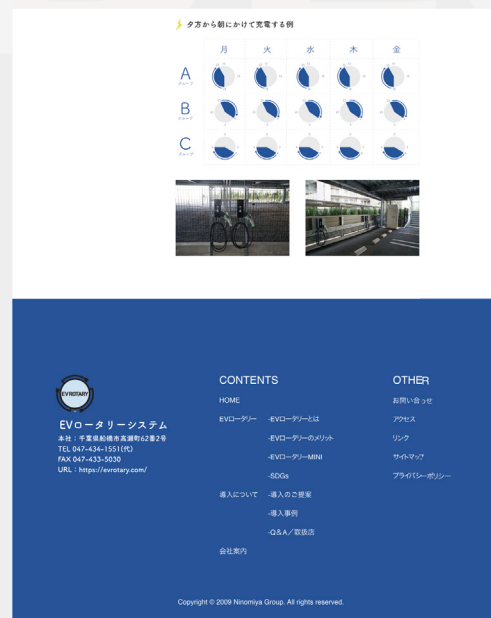 夕方から朝にかけて充電する例
月 火 水 木 金
A
グループ
B
グループ
C
グループ
EVROTARY
EVロータリーシステム
本社:千葉県船橋市高瀬町62番2号
TEL 047-434-1551(代)
FAX 047-433-5030
URL:https://evrotary.com/
CONTENTS
HOME
EVロータリー -EVロータリーとは
-EVロータリーのメリット
-EVロータリーMINI
-SDGs
導入について -導入のご提案
-導入事例
-Q&A/取扱店
会社案内
OTHER
お問い合わせ
アクセス
リンク
サイトマップ
プライバシーポリシー
Copyright © 2009 Ninomiya Group. All rights reserved.